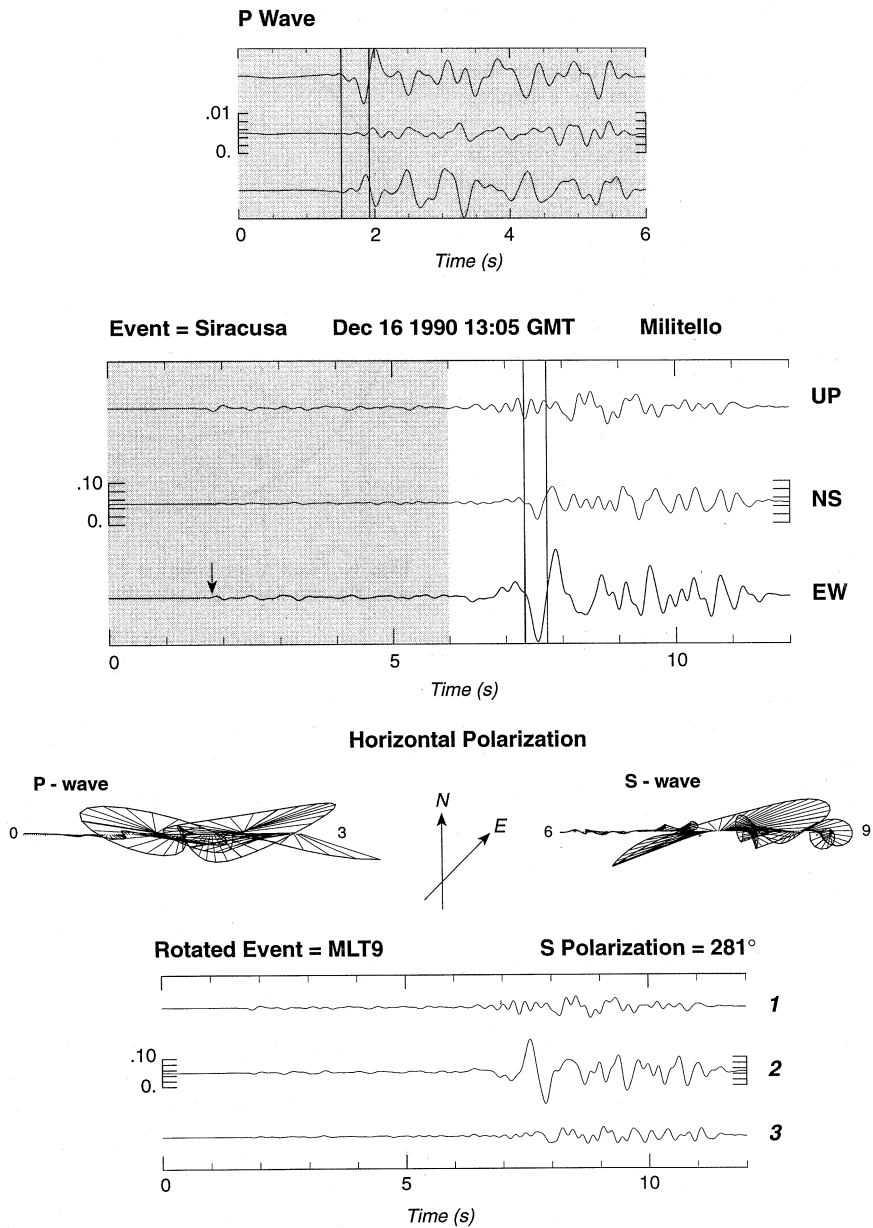 P Wave
.01
0.
0 2 4 6
Time (s)
Event = Siracusa Dec 16 1990 13:05 GMT Militello
UP
.10
0.
NS
EW
0 5 10
Time (s)
Horizontal Polarization
P - wave
S - wave
N
E
0 3
6 9
Rotated Event = MLT9 S Polarization = 281°
1
.10
0.
2
3
0 5 10
Time (s)